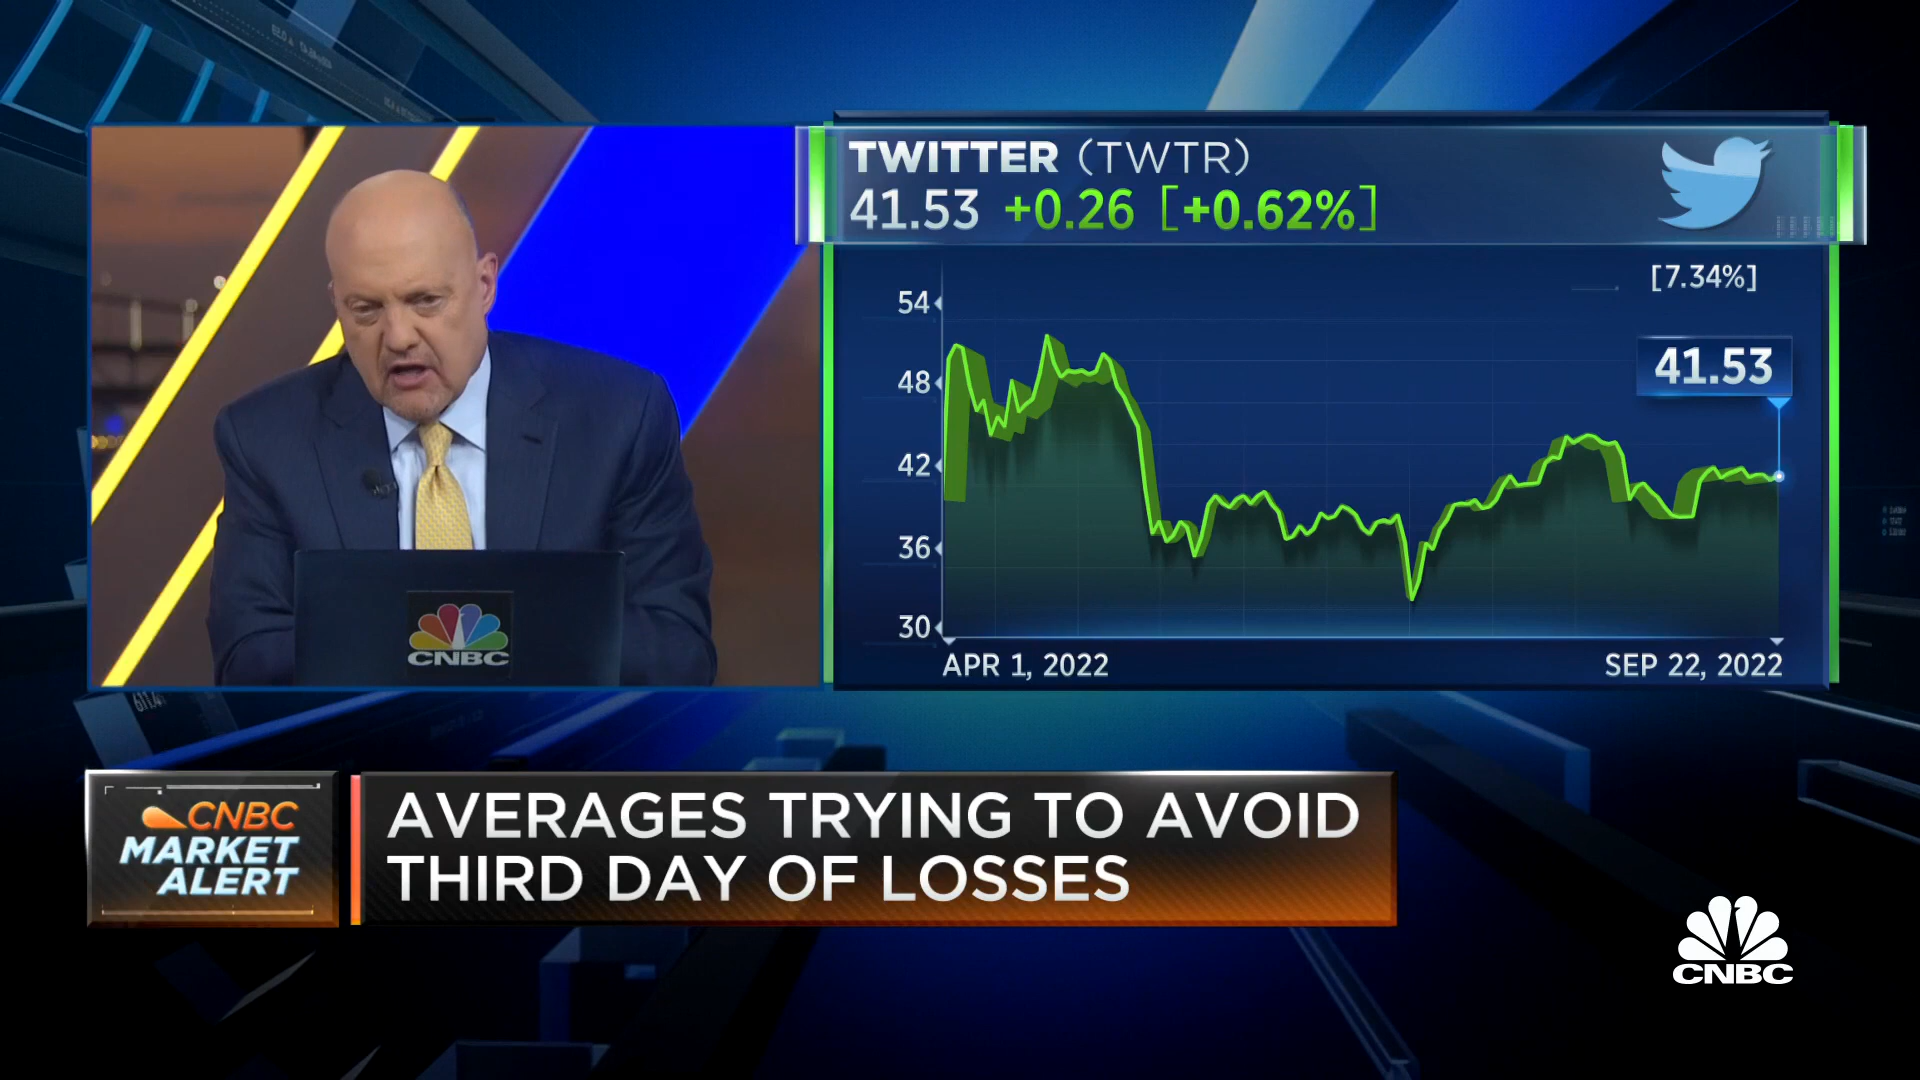 TWITTER (TWTR)
41.53 +0.26 [+0.62%]
[7.34%]
41.53
54
48
42
36
30
APR 1, 2022
SEP 22, 2022
CNBC
CNBC
MARKET
ALERT
AVERAGES TRYING TO AVOID
THIRD DAY OF LOSSES
CNBC